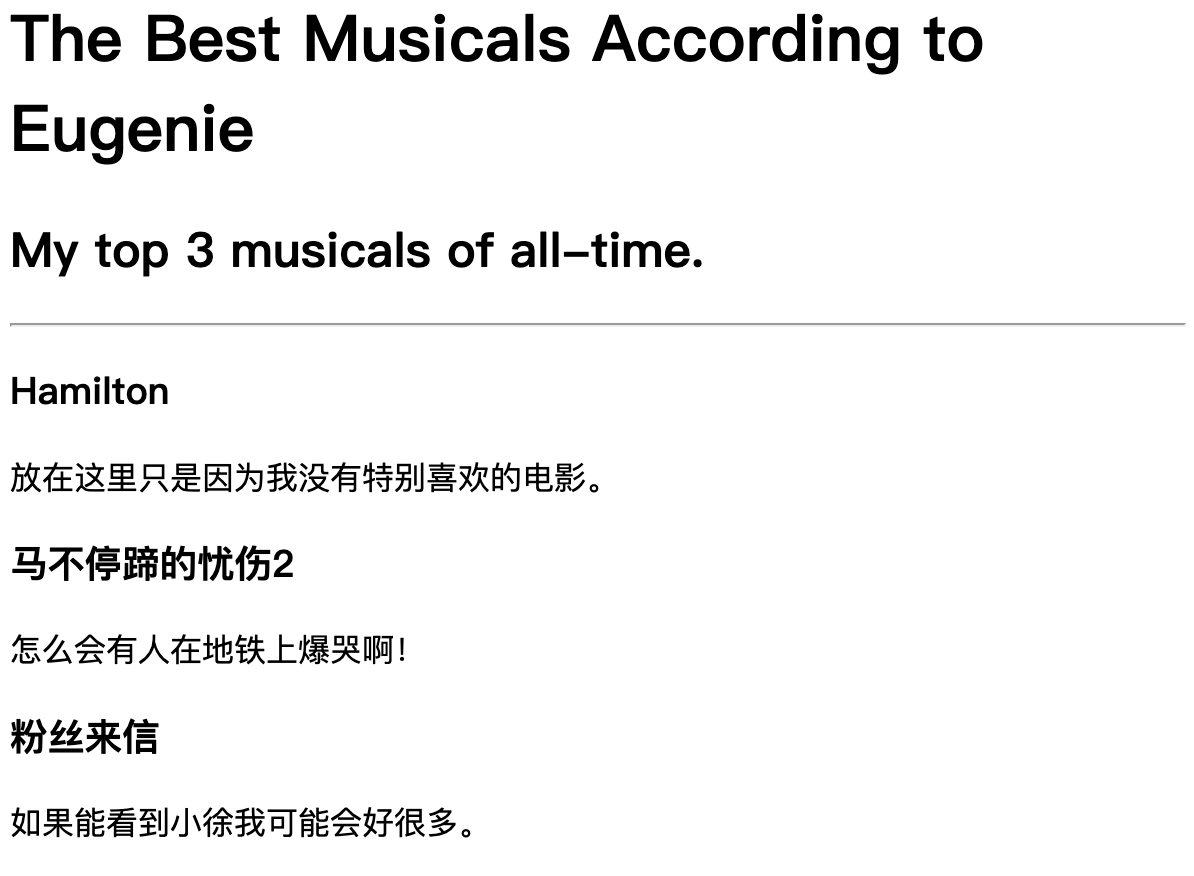 The Best Musicals According to
Eugenie
My top 3 musicals of all-time.
Hamilton
放在这里只是因为我没有特别喜欢的电影。
马不停蹄的忧伤2
怎么会有人在地铁上爆哭啊！
粉丝来信
如果能看到小徐我可能会好很多。